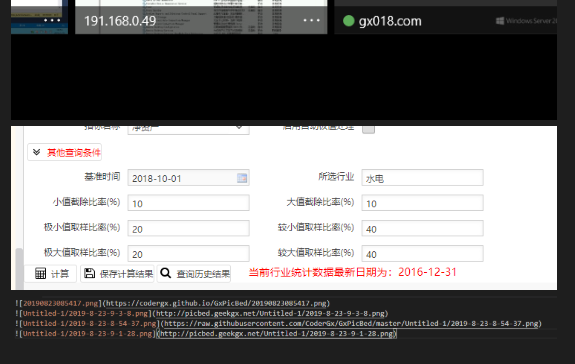 191.168.0.49 ... gx018.com Windows Server
指标名称 净资产
其他查询条件
基准时间 2018-10-01 所选行业 水电
小值截除比率(%) 10 大值截除比率(%) 10
极小值取样比率(%) 20 较小值取样比率(%) 40
极大值取样比率(%) 20 较大值取样比率(%) 40
计算 保存计算结果 查询历史结果 当前行业统计数据最新日期为：2016-12-31
![20190823085417.png](https://codergx.github.io/GxPicBed/20190823085417.png)
![Untitled-1/2019-8-23-9-3-8.png](http://picbed.geekgx.net/Untitled-1/2019-8-23-9-3-8.png)
![Untitled-1/2019-8-23-8-54-37.png](https://raw.githubusercontent.com/CoderGx/GxPicBed/master/Untitled-1/2019-8-23-8-54-37.png)
![Untitled-1/2019-8-23-9-1-28.png](http://picbed.geekgx.net/Untitled-1/2019-8-23-9-1-28.png)